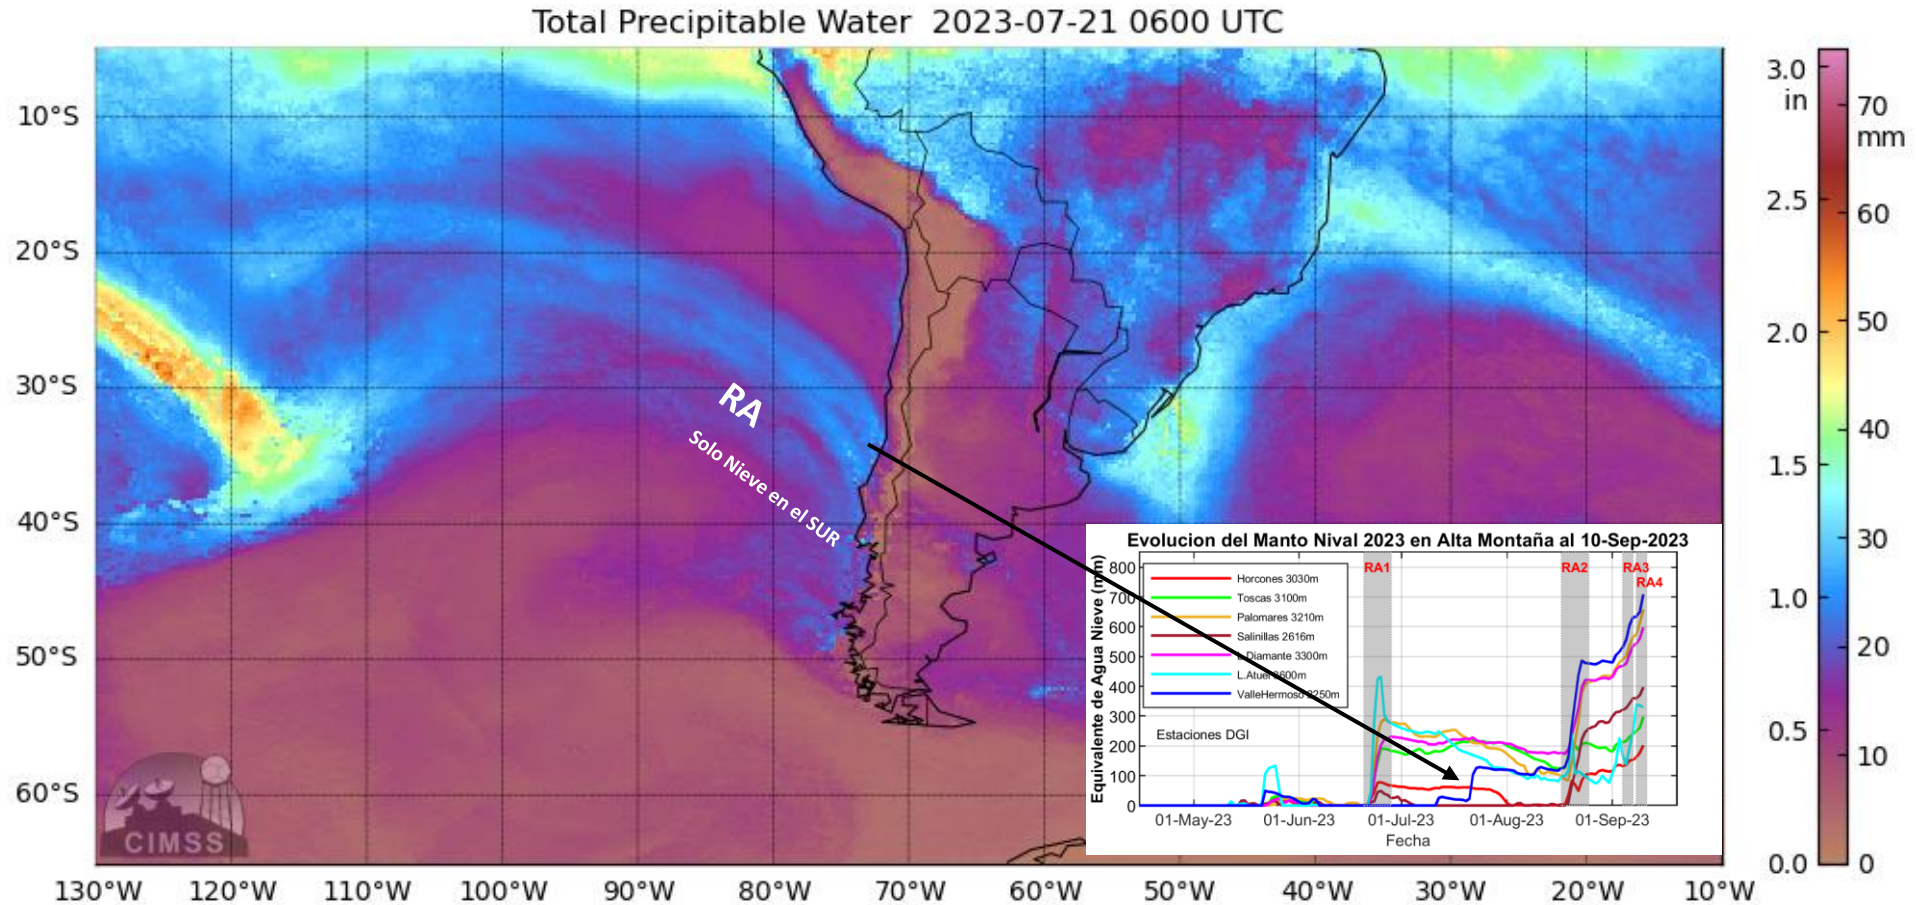 Total Precipitable Water 2023-07-21 0600 UTC
10°S
20°S
30°S
40°S
50°S
60°S
130°W 120°W 110°W 100°W 90°W 80°W 70°W 60°W 50°W 40°W 30°W 20°W 10°W
3.0
in
2.5
2.0
1.5
1.0
0.5
0.0
70
mm
60
50
40
30
20
10
0
RA
Solo Nieve en el SUR
CIMSS
Evolucion del Manto Nival 2023 en Alta Montaña al 10-Sep-2023
Equivalente de Agua Nieve (mm)
800
700
600
500
400
300
200
100
0
RA1
RA2
RA3
RA4
Horcones 3030m
Toscas 3100m
Palomares 3210m
Salinillas 2616m
L.Diamante 3300m
L.Atuel 3600m
ValleHermoso 2250m
Estaciones DGI
01-May-23 01-Jun-23 01-Jul-23 01-Aug-23 01-Sep-23
Fecha